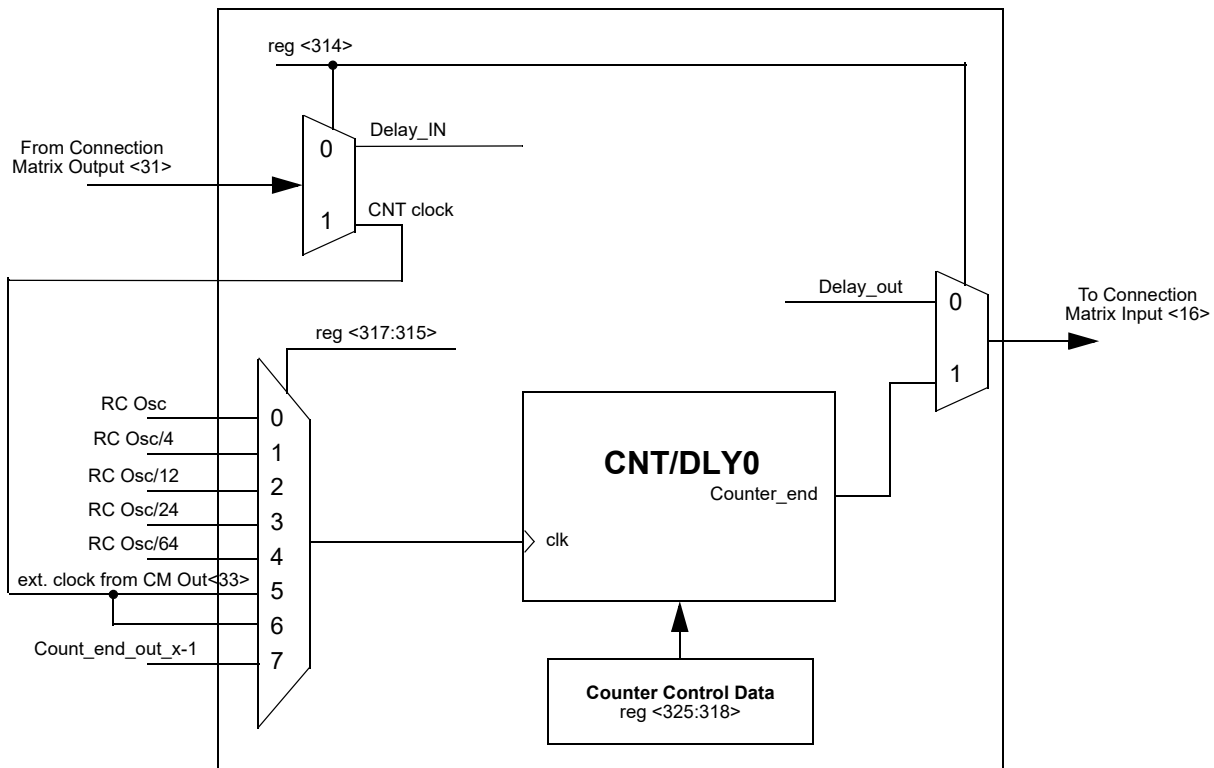 reg <314>
From Connection
Matrix Output <31>
0
Delay_IN
1
CNT clock
Delay_out
0
1
To Connection
Matrix Input <16>
reg <317:315>
RC Osc
0
RC Osc/4
1
RC Osc/12
2
RC Osc/24
3
RC Osc/64
4
ext. clock from CM Out<33>
5
6
Count_end_out_x-1
7
CNT/DLY0
Counter_end
clk
Counter Control Data
reg <325:318>